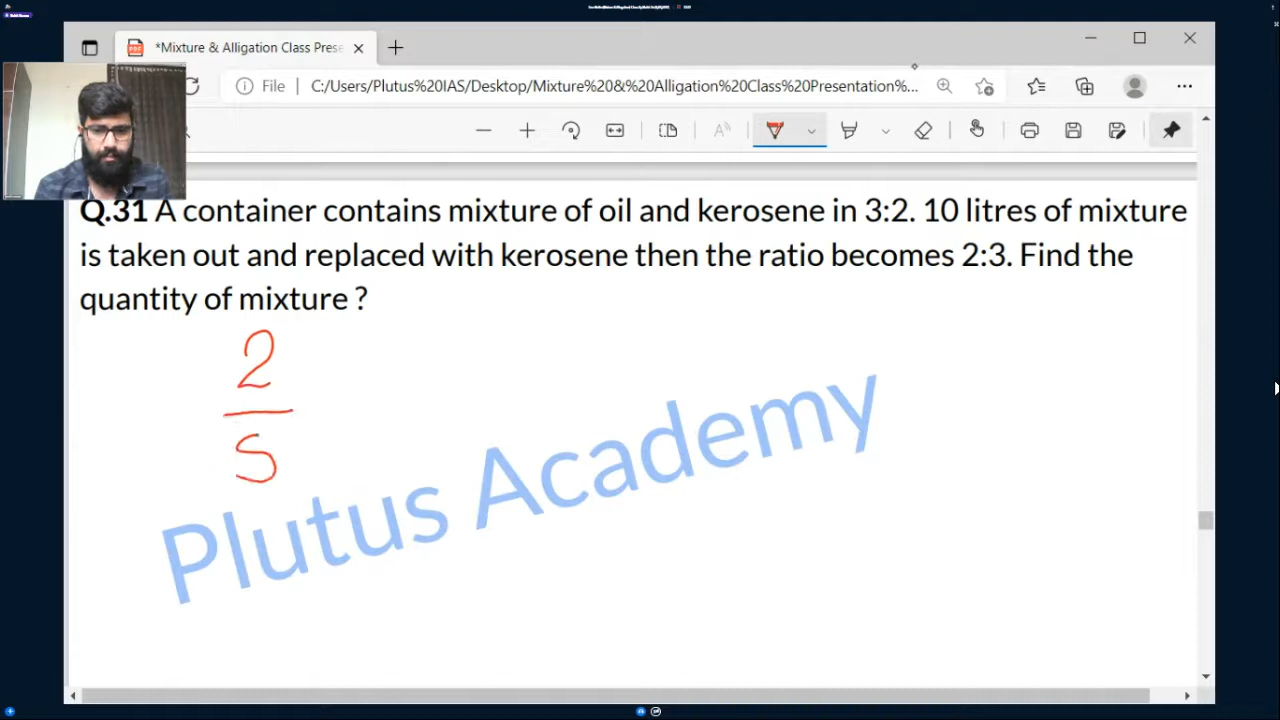 *Mixture & Alligation Class Prese
File
C:/Users/Plutus%20IAS/Desktop/Mixture%20&%20Alligation%20Class%20Presentation%...
Q.31 A container contains mixture of oil and kerosene in 3:2. 10 litres of mixture
is taken out and replaced with kerosene then the ratio becomes 2:3. Find the
quantity of mixture ?
2
5
Plutus Academy